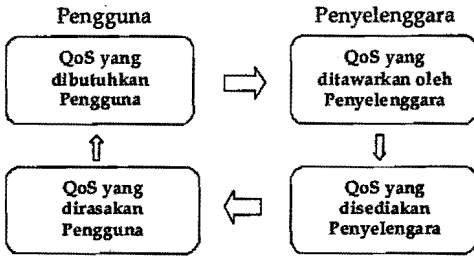 Pengguna
Penyelenggara
QoS yang
dibutuhkan
Pengguna
QoS yang
ditawarkan oleh
Penyelenggara
QoS yang
dirasakan
Pengguna
QoS yang
disediakan
Penyelengara